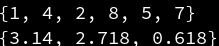 {1, 4, 2, 8, 5, 7}
{3.14, 2.718, 0.618}